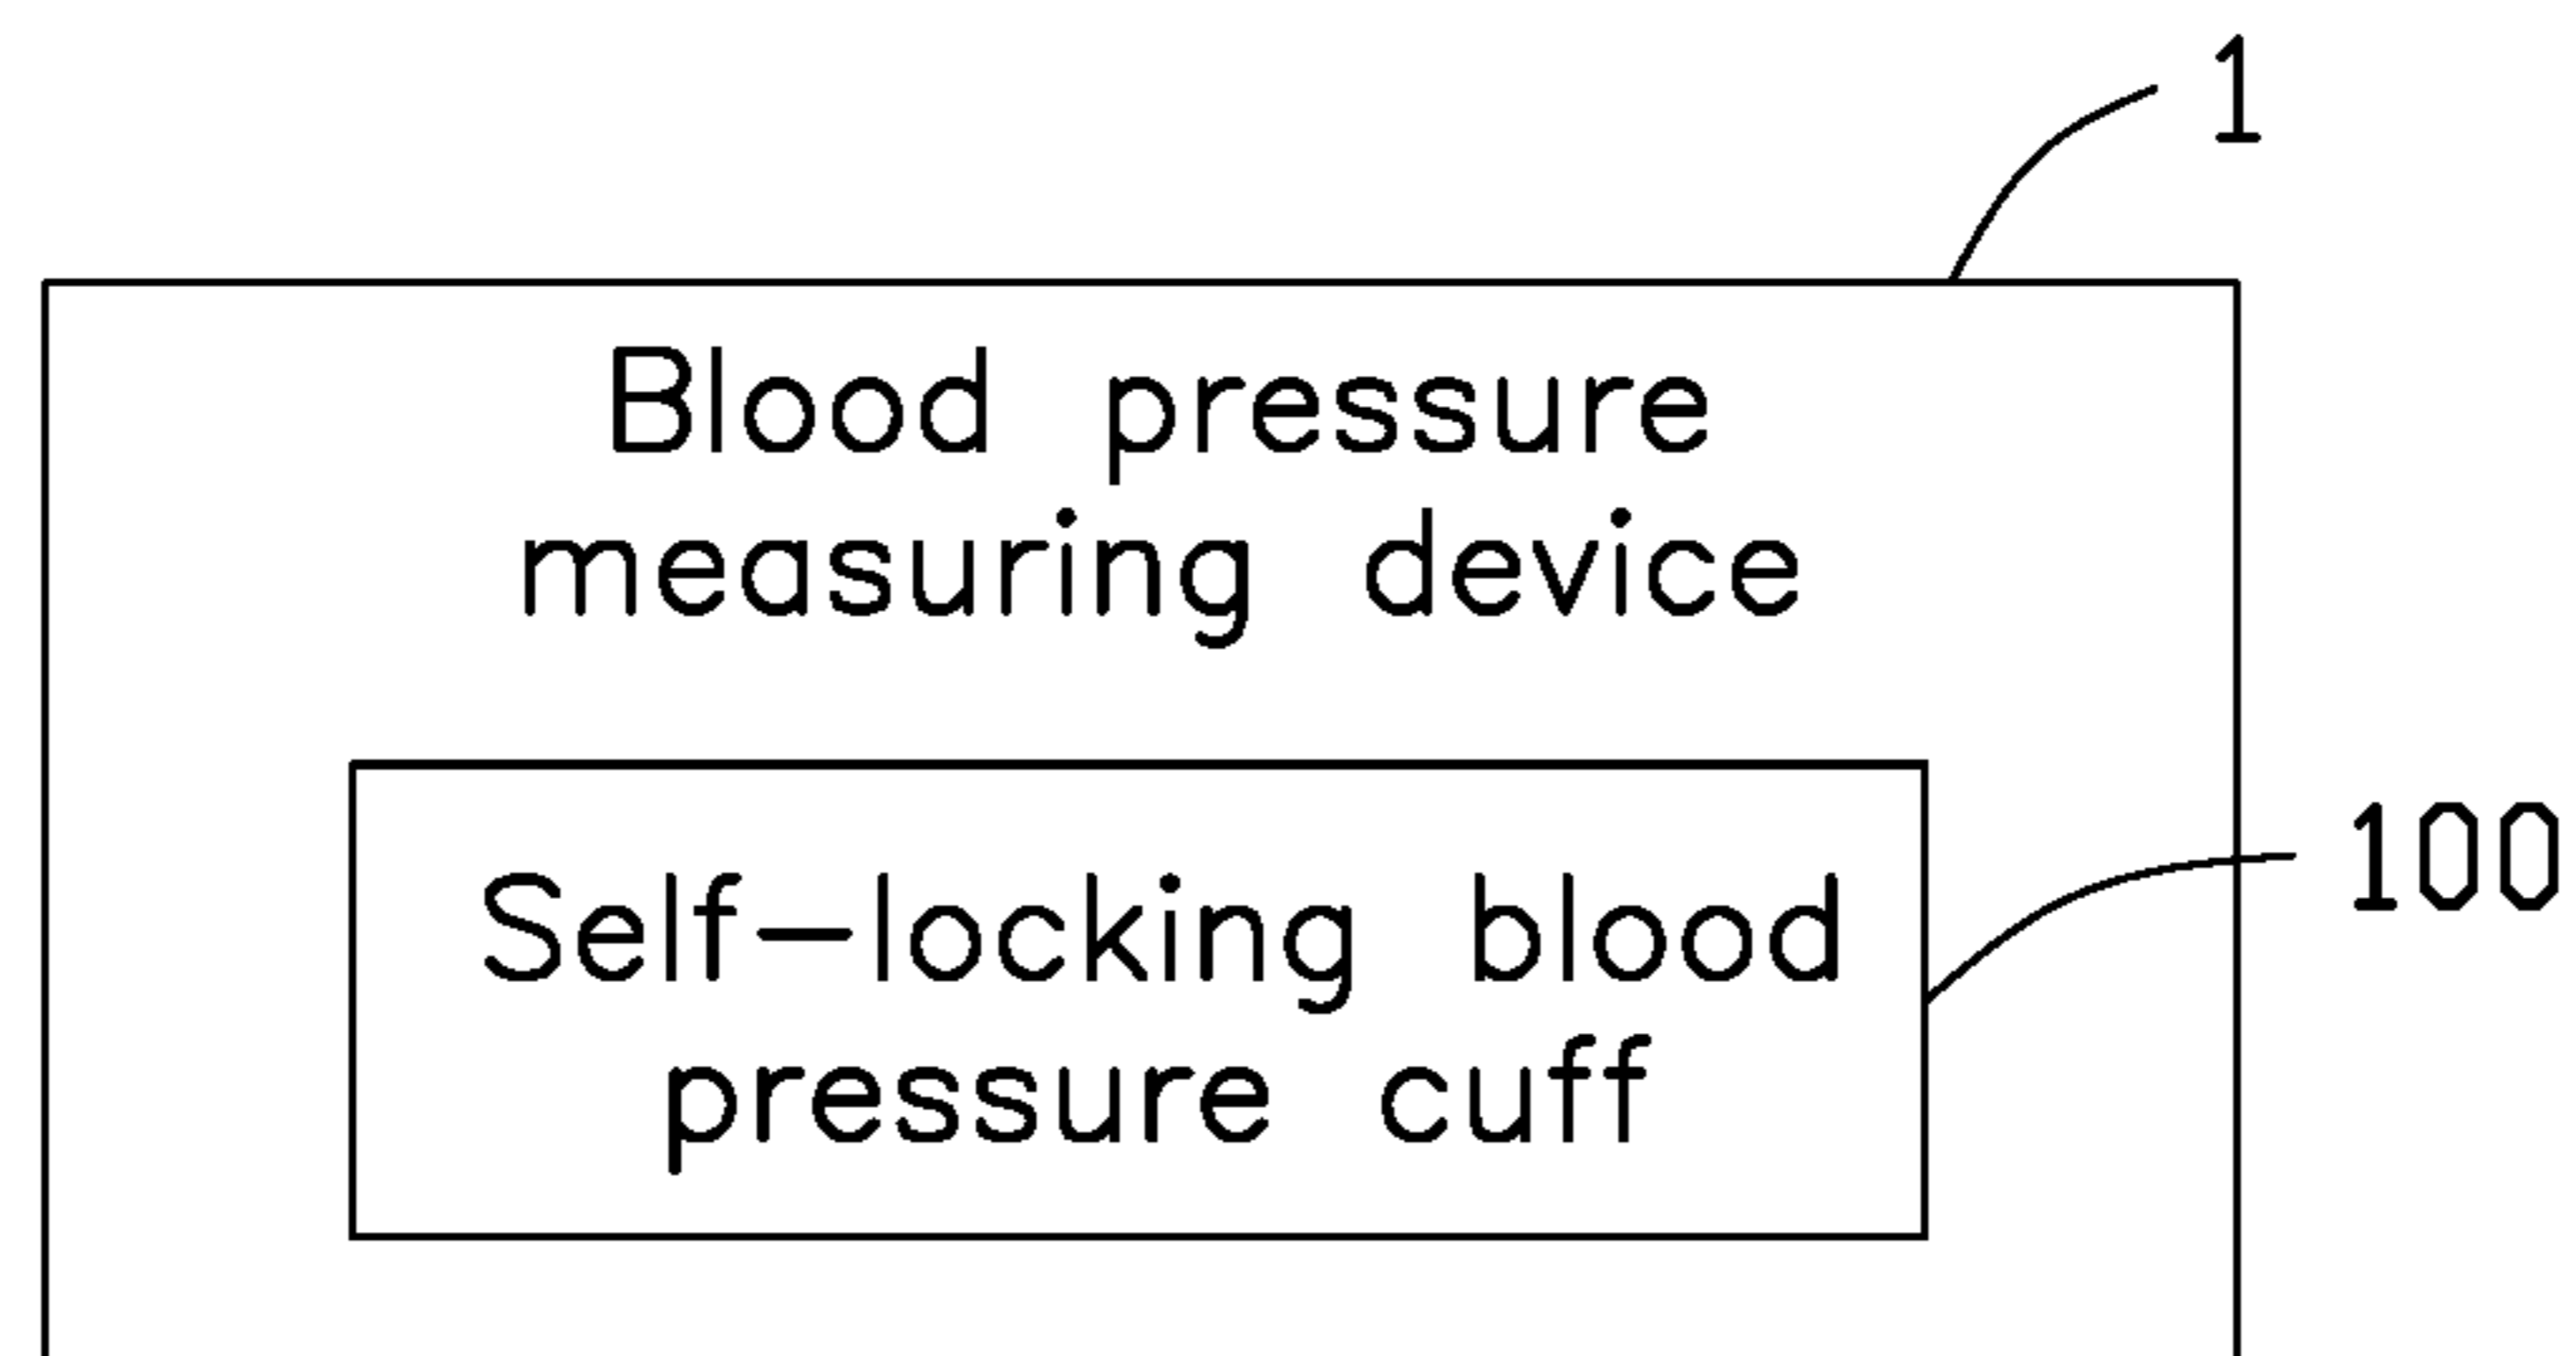 1
Blood pressure
measuring device
100
Self-locking blood
pressure cuff